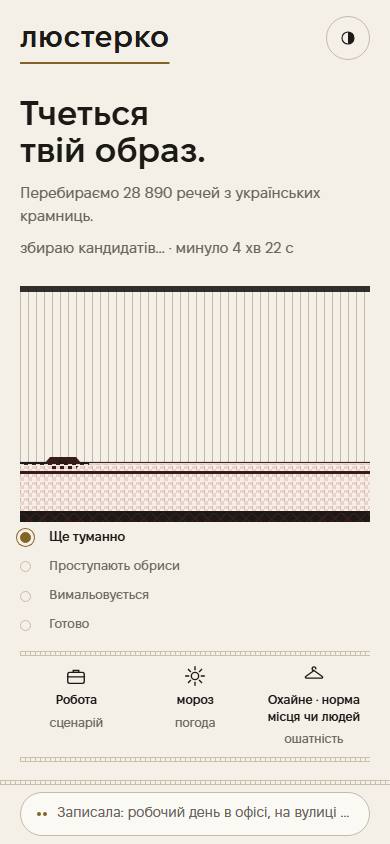 люстерко
Тчеться
твій образ.
Перебираємо 28 890 речей з українських
крамниць.
збираю кандидатів... · минуло 4 хв 22 с
Ще туманно
Проступають обриси
Вимальовується
Готово
Робота
сценарій
мороз
погода
Охайне · норма
місця чи людей
ошатність
Записала: робочий день в офісі, на вулиці ...